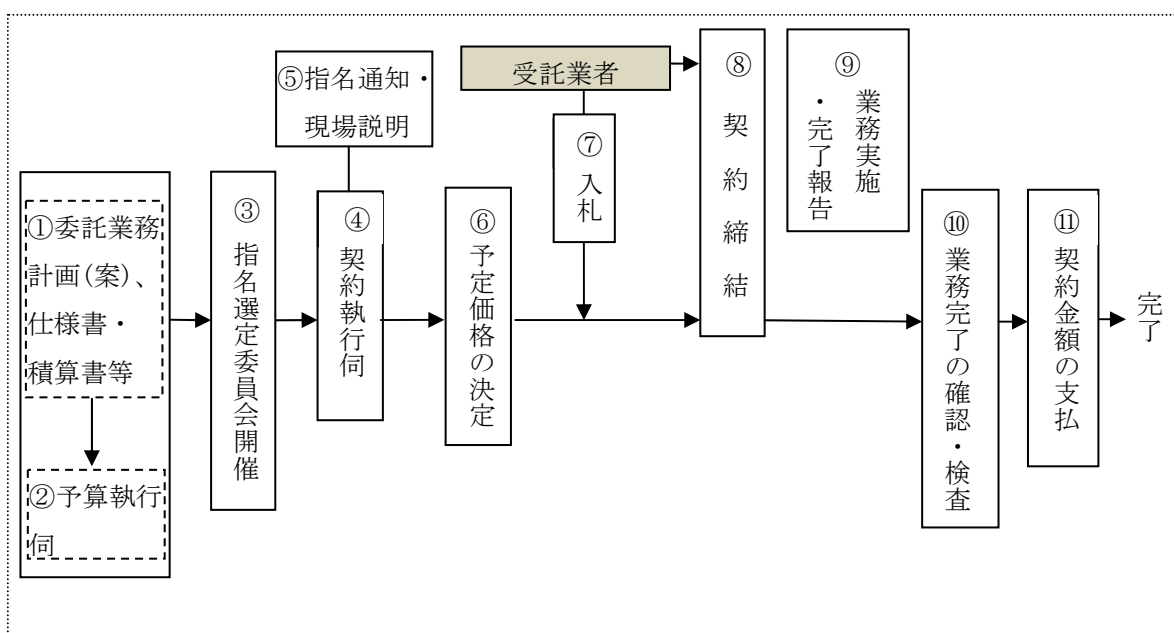 ①委託業務
計画(案)、
仕様書・
積算書等
②予算執行
伺
③指名選定委員会開催
④契約執行伺
⑤指名通知・
現場説明
⑥予定価格の決定
受託業者
⑦入札
⑧契約締結
⑨業務実施
・完了報告
⑩業務完了の確認・検査
⑪契約金額の支払
完了